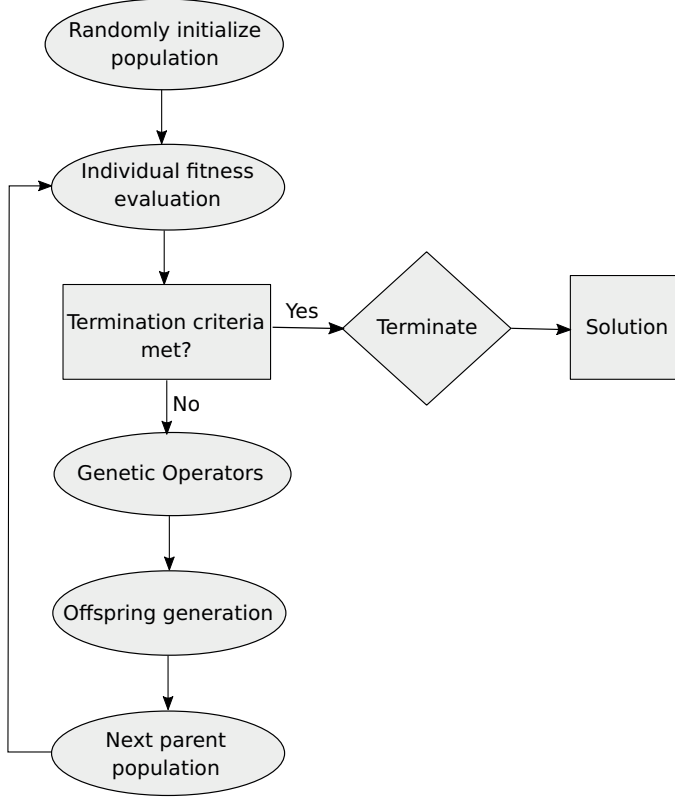 Randomly initialize
population
Individual fitness
evaluation
Termination criteria
met?
Yes
Terminate
Solution
No
Genetic Operators
Offspring generation
Next parent
population